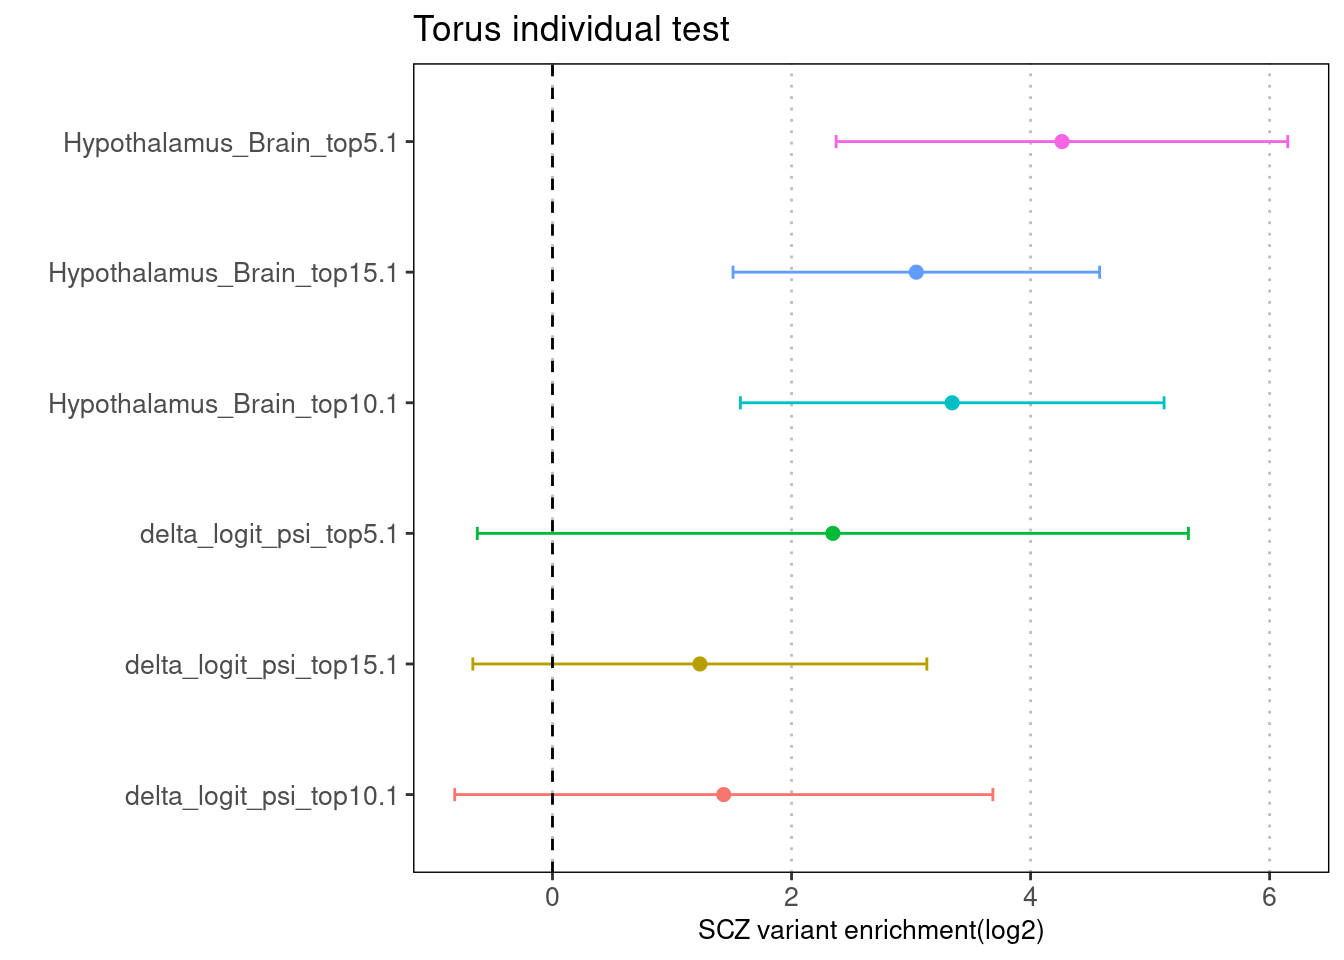 Torus individual test
Hypothalamus_Brain_top5.1
Hypothalamus_Brain_top15.1
Hypothalamus_Brain_top10.1
delta_logit_psi_top5.1
delta_logit_psi_top15.1
delta_logit_psi_top10.1
0 2 4 6
SCZ variant enrichment(log2)